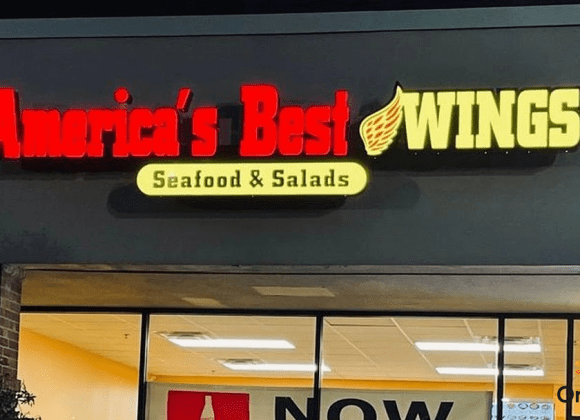 America's Best WINGS
Seafood & Salads
NOW